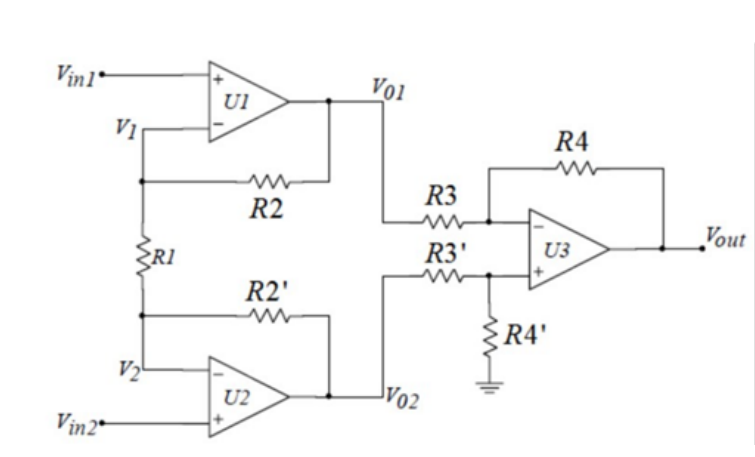 Vin1
+
U1
−
V01
V1
R2
R1
R3
R4
−
U3
+
Vout
R3'
R2'
R4'
V2
−
U2
+
V02
Vin2